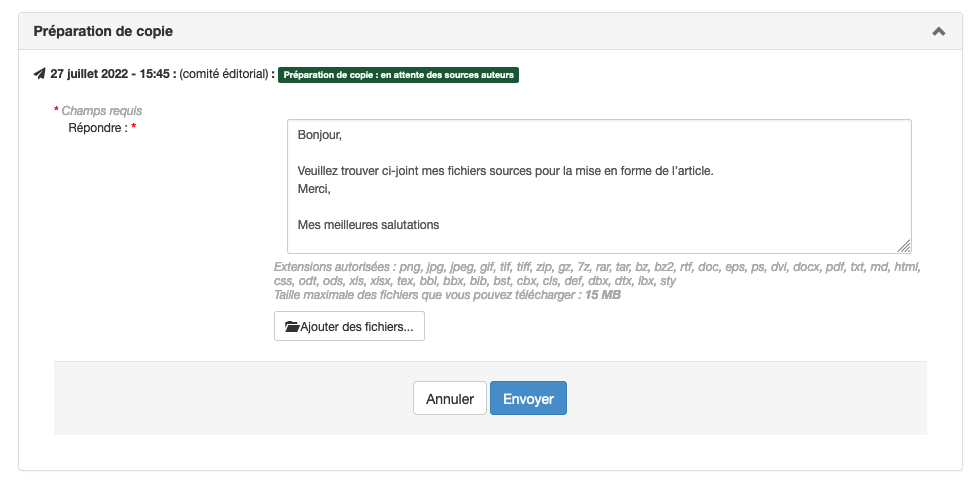 Préparation de copie
27 juillet 2022 - 15:45 : (comité éditorial) : Préparation de copie : en attente des sources auteurs
* Champs requis
Répondre : *
Bonjour,
Veuillez trouver ci-joint mes fichiers sources pour la mise en forme de l'article.
Merci,
Mes meilleures salutations
Extensions autorisées : png, jpg, jpeg, gif, tif, tiff, zip, gz, 7z, rar, tar, bz, bz2, rtf, doc, eps, ps, dvi, docx, pdf, txt, md, html,
css, odt, ods, xls, xlsx, tex, bbl, bbx, bib, bst, cbx, cls, def, dbx, dtx, lbx, sty
Taille maximale des fichiers que vous pouvez télécharger : 15 MB
Ajouter des fichiers...
Annuler
Envoyer